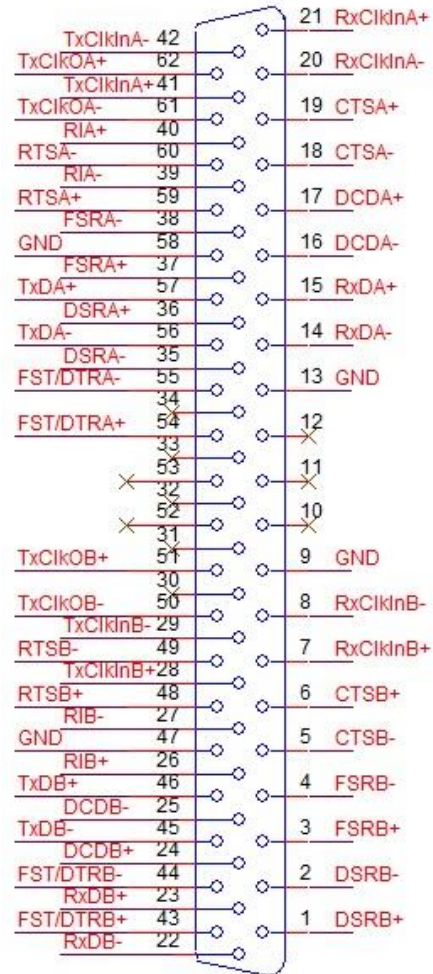 21 RxClkInA+
TxClkInA- 42
TxClkOA+ 62
20 RxClkInA-
TxClkInA+ 41
TxClkOA- 61
19 CTSA+
RIA+ 40
RTSA- 60
18 CTSA-
RIA- 39
RTSA+ 59
17 DCDA+
FSRA- 38
GND 58
16 DCDA-
FSRA+ 37
TxDA+ 57
15 RxDA+
DSRA+ 36
TxDA- 56
14 RxDA-
DSRA- 35
FST/DTRA- 55
13 GND
34
FST/DTRA+ 54
12
33
53
11
32
52
10
31
TxClkOB+ 51
9 GND
30
TxClkOB- 50
8 RxClkInB-
TxClkInB- 29
RTSB- 49
7 RxClkInB+
TxClkInB+ 28
RTSB+ 48
6 CTSB+
RIB- 27
GND 47
5 CTSB-
RIB+ 26
TxDB+ 46
4 FSRB-
DCDB- 25
TxDB- 45
3 FSRB+
DCDB+ 24
FST/DTRB- 44
2 DSRB-
RxDB+ 23
FST/DTRB+ 43
1 DSRB+
RxDB- 22